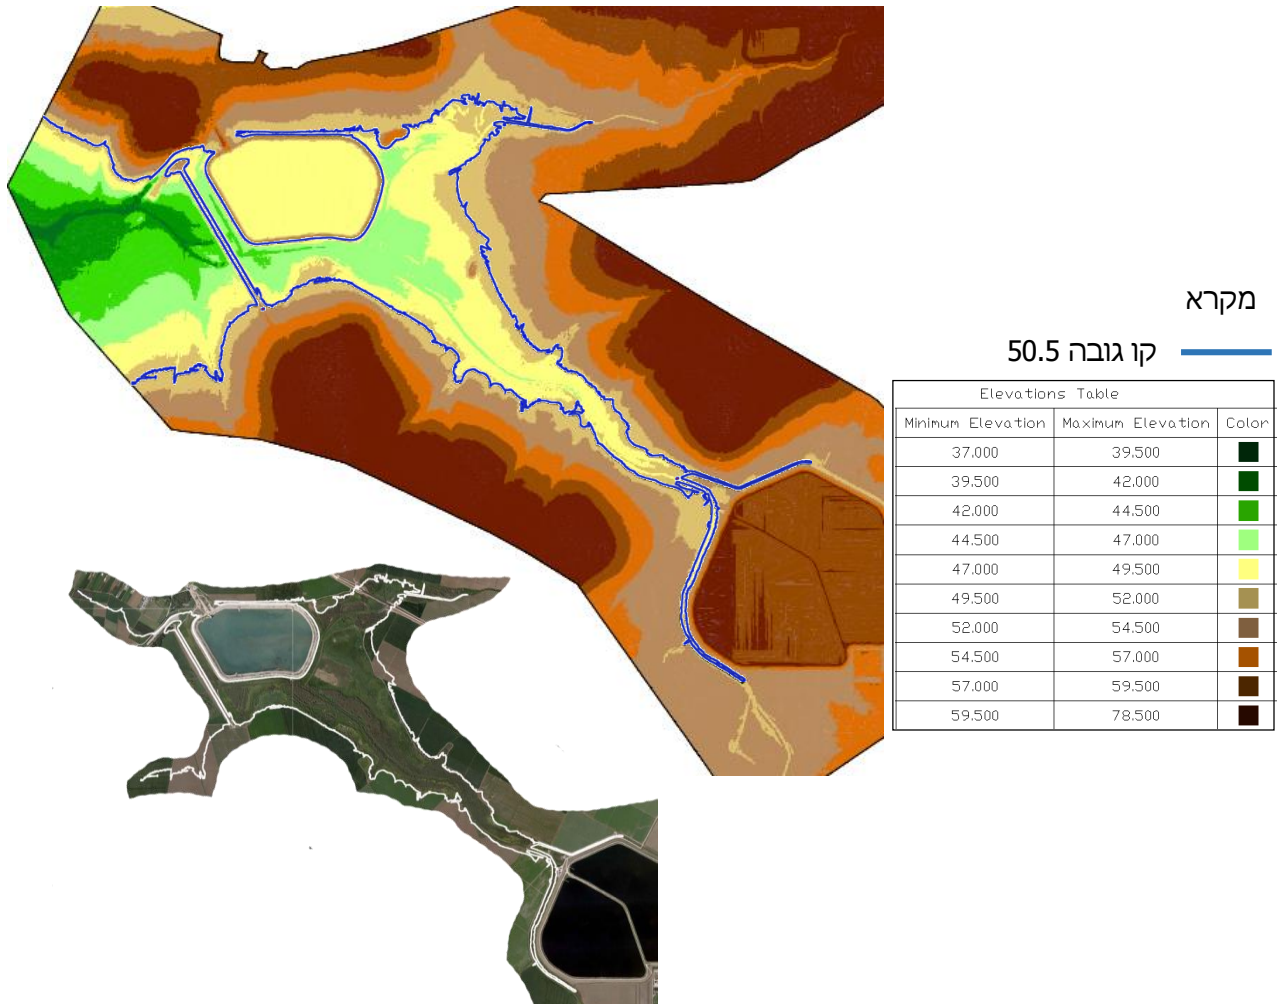 מקרא
קו גובה 50.5
Elevations Table
Minimum Elevation Maximum Elevation Color
37.000 39.500
39.500 42.000
42.000 44.500
44.500 47.000
47.000 49.500
49.500 52.000
52.000 54.500
54.500 57.000
57.000 59.500
59.500 78.500